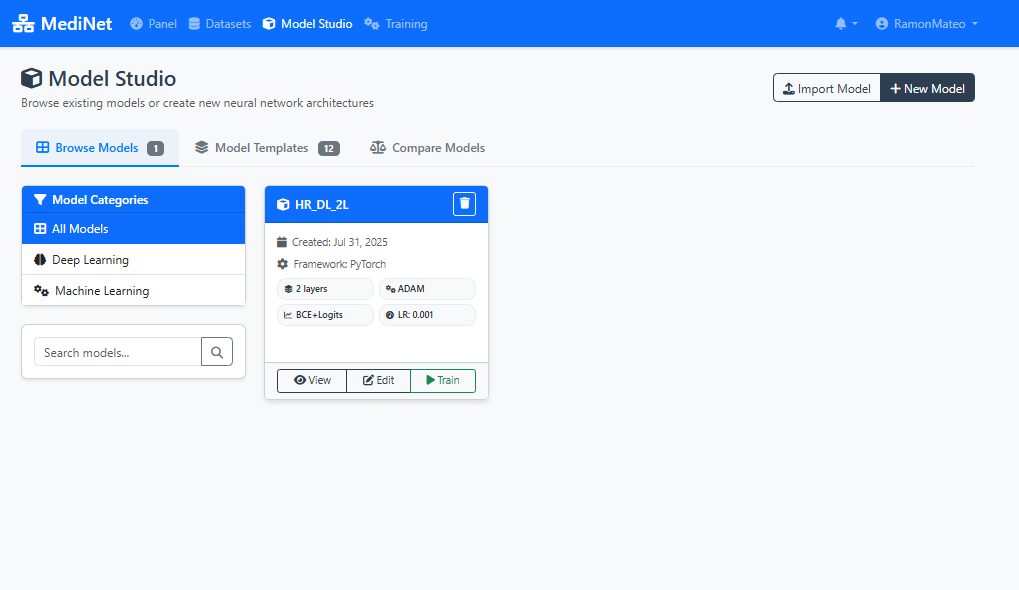 MediNet Panel Datasets Model Studio Training RamonMateo
Model Studio
Browse existing models or create new neural network architectures
Import Model New Model
Browse Models 1 Model Templates 12 Compare Models
Model Categories
All Models
Deep Learning
Machine Learning
Search models...
HR_DL_2L
Created: Jul 31, 2025
Framework: PyTorch
2 layers ADAM
BCE+Logits LR: 0.001
View Edit Train